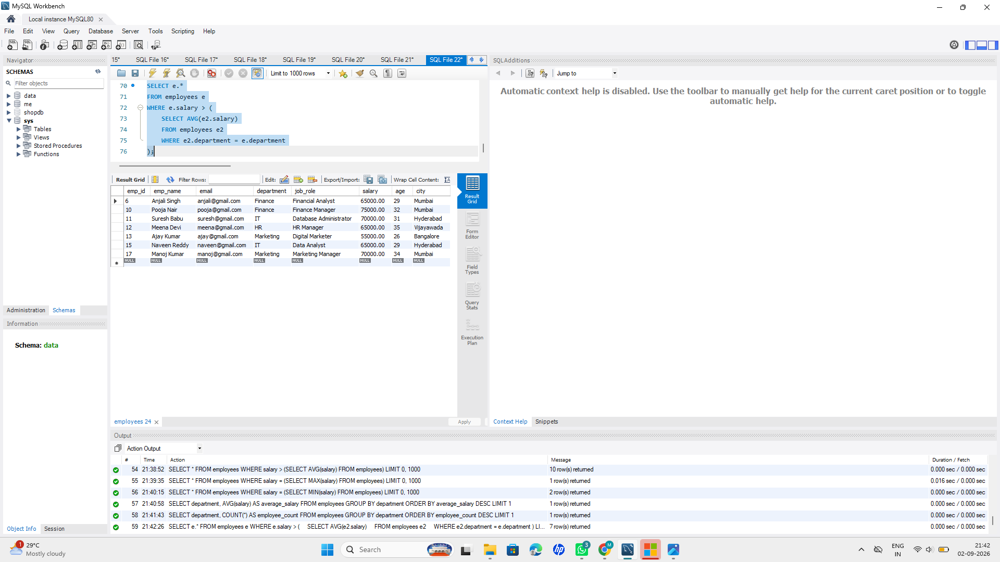 MySQL Workbench
Local instance MySQL80
File Edit View Query Database Server Tools Scripting Help
Navigator
SCHEMAS
Filter objects
data
me
shopdb
sys
Tables
Views
Stored Procedures
Functions
Administration Schemas
Information
Schema: data
Object Info Session
15* SQL File 16* SQL File 17* SQL File 18* SQL File 19* SQL File 20* SQL File 21* SQL File 22*
Limit to 1000 rows
70 SELECT e.*
71 FROM employees e
72 WHERE e.salary > (
73 SELECT AVG(e2.salary)
74 FROM employees e2
75 WHERE e2.department = e.department
76 );
Result Grid Filter Rows: Edit: Export/Import: Wrap Cell Content:
emp_id emp_name email department job_role salary age city
6 Anjali Singh anjali@gmail.com Finance Financial Analyst 65000.00 29 Mumbai
10 Pooja Nair pooja@gmail.com Finance Finance Manager 75000.00 32 Mumbai
11 Suresh Babu suresh@gmail.com IT Database Administrator 70000.00 31 Hyderabad
12 Meena Devi meena@gmail.com HR HR Manager 65000.00 35 Vijayawada
13 Ajay Kumar ajay@gmail.com Marketing Digital Marketer 55000.00 26 Bangalore
15 Naveen Reddy naveen@gmail.com IT Data Analyst 65000.00 29 Hyderabad
17 Manoj Kumar manoj@gmail.com Marketing Marketing Manager 70000.00 34 Mumbai
NULL NULL NULL NULL NULL NULL NULL NULL
Result
Grid
Form
Editor
Field
Types
Query
Stats
Execution
Plan
employees 24
Apply
SQLAdditions
Jump to
Automatic context help is disabled. Use the toolbar to manually get help for the current caret position or to toggle
automatic help.
Context Help Snippets
Output
Action Output
# Time Action Message Duration / Fetch
54 21:38:52 SELECT * FROM employees WHERE salary > (SELECT AVG(salary) FROM employees) LIMIT 0, 1000 10 row(s) returned 0.000 sec / 0.000 sec
55 21:39:35 SELECT * FROM employees WHERE salary = (SELECT MAX(salary) FROM employees) LIMIT 0, 1000 1 row(s) returned 0.016 sec / 0.000 sec
56 21:40:15 SELECT * FROM employees WHERE salary = (SELECT MIN(salary) FROM employees) LIMIT 0, 1000 2 row(s) returned 0.000 sec / 0.000 sec
57 21:40:58 SELECT department, AVG(salary) AS average_salary FROM employees GROUP BY department ORDER BY average_salary DESC LIMIT 1 1 row(s) returned 0.000 sec / 0.000 sec
58 21:41:43 SELECT department, COUNT(*) AS employee_count FROM employees GROUP BY department ORDER BY employee_count DESC LIMIT 1 1 row(s) returned 0.000 sec / 0.000 sec
59 21:42:26 SELECT e.* FROM employees e WHERE e.salary > ( SELECT AVG(e2.salary) FROM employees e2 WHERE e2.department = e.department ) LI... 7 row(s) returned 0.000 sec / 0.000 sec
1
29°C
Mostly cloudy
Search
hp
3
M
ENG
IN
21:42
02-09-2026